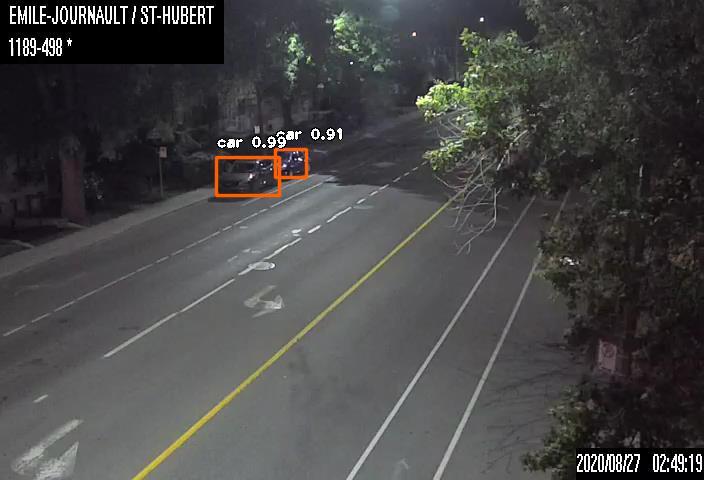 EMILE-JOURNAULT / ST-HUBERT
1189-498 *
car 0.99
car 0.91
2020/08/27 02:49:19